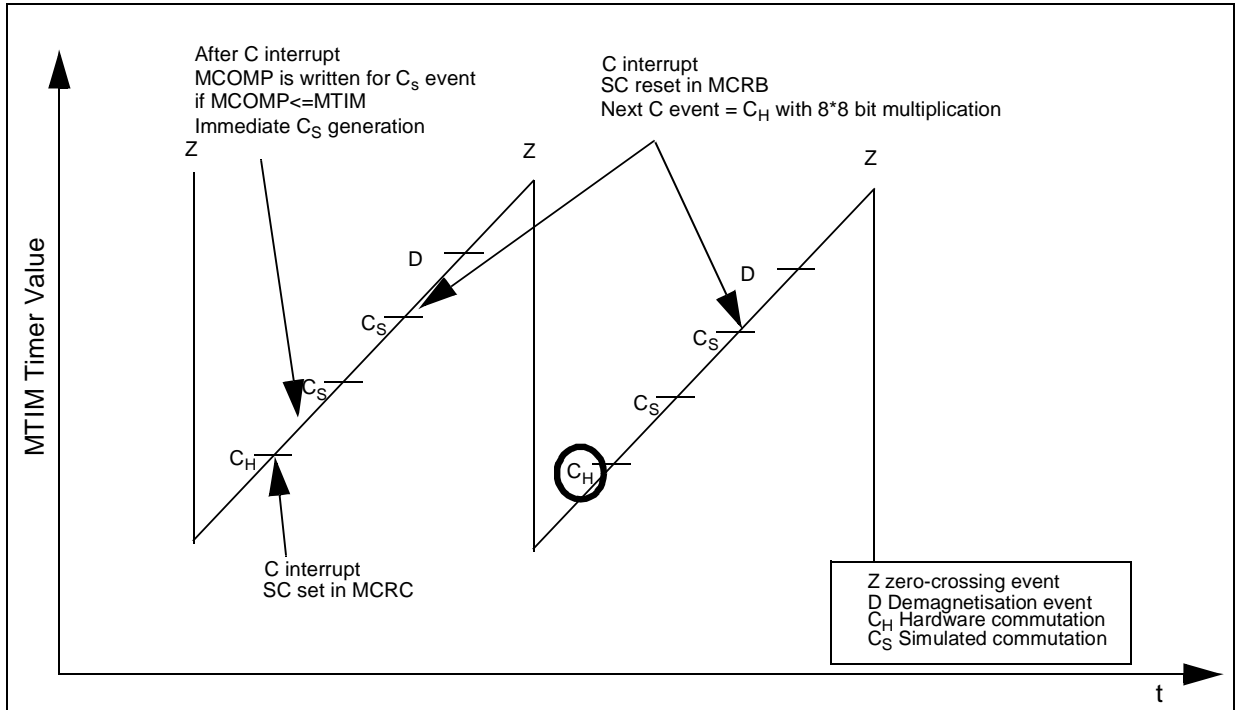 After C interrupt
MCOMP is written for CS event
if MCOMP<=MTIM
Immediate CS generation
C interrupt
SC reset in MCRB
Next C event = CH with 8*8 bit multiplication
Z
Z
Z
D
D
CS
CS
CS
CS
CH
CH
MTIM Timer Value
C interrupt
SC set in MCRC
Z zero-crossing event
D Demagnetisation event
CH Hardware commutation
CS Simulated commutation
t